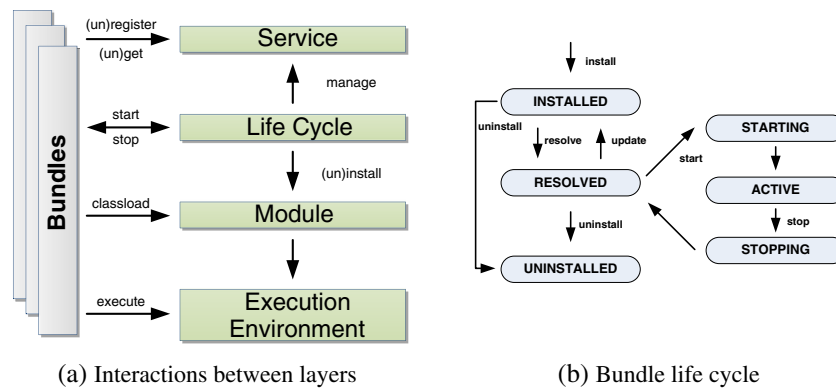 (un)register
(un)get
Service
manage
start
stop
Life Cycle
(un)install
Bundles
classload
Module
execute
Execution
Environment
(a) Interactions between layers
install
INSTALLED
uninstall
resolve
update
STARTING
start
RESOLVED
ACTIVE
uninstall
stop
STOPPING
UNINSTALLED
(b) Bundle life cycle